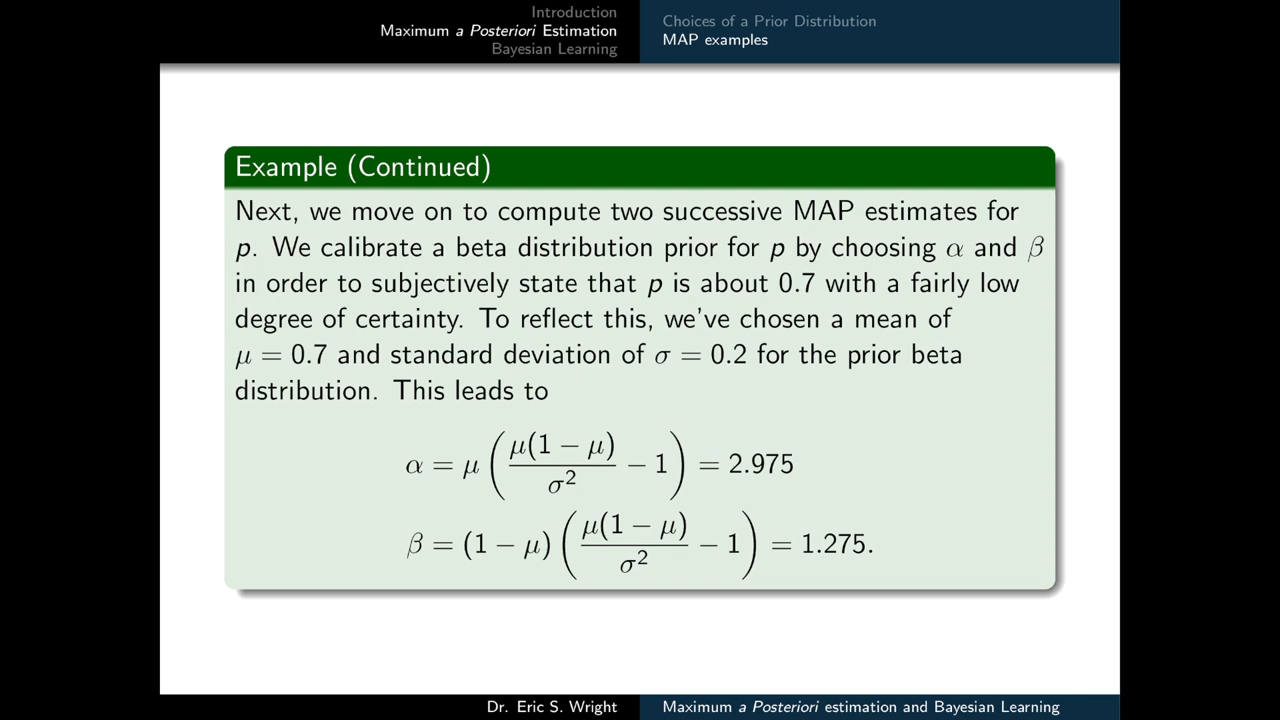 Introduction
Maximum a Posteriori Estimation
Bayesian Learning
Choices of a Prior Distribution
MAP examples
Example (Continued)
Next, we move on to compute two successive MAP estimates for
p. We calibrate a beta distribution prior for p by choosing α and β
in order to subjectively state that p is about 0.7 with a fairly low
degree of certainty. To reflect this, we've chosen a mean of
μ = 0.7 and standard deviation of σ = 0.2 for the prior beta
distribution. This leads to
α = μ ( μ(1 − μ) / σ² − 1 ) = 2.975
β = (1 − μ) ( μ(1 − μ) / σ² − 1 ) = 1.275.
Dr. Eric S. Wright
Maximum a Posteriori estimation and Bayesian Learning